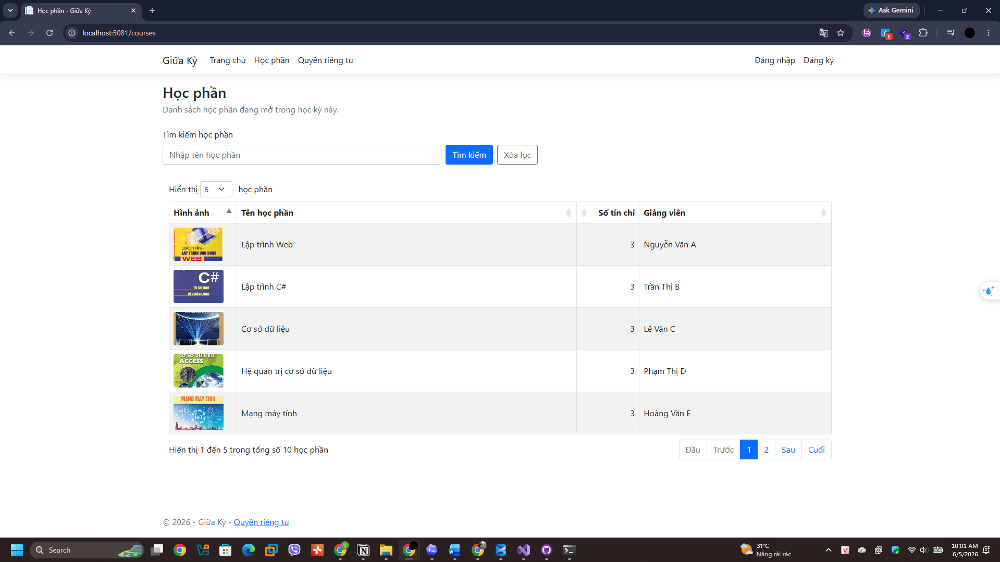 Học phần - Giữa Kỳ
Ask Gemini
localhost:5081/courses
1
2
Giữa Kỳ Trang chủ Học phần Quyền riêng tư Đăng nhập Đăng ký
Học phần
Danh sách học phần đang mở trong học kỳ này.
Tìm kiếm học phần
Nhập tên học phần Tìm kiếm Xóa lọc
Hiển thị 5 học phần
Hình ảnh Tên học phần Số tín chỉ Giảng viên
GIÁO TRÌNH
LẬP TRÌNH ỨNG DỤNG
WEB
Lập trình Web 3 Nguyễn Văn A
C#
TỪ CƠ BẢN
ĐẾN NÂNG CAO
Lập trình C# 3 Trần Thị B
Cơ sở dữ liệu 3 Lê Văn C
CƠ SỞ DỮ LIỆU
ACCESS
Hệ quản trị cơ sở dữ liệu 3 Phạm Thị D
MẠNG MÁY TÍNH
IoT
Mạng máy tính 3 Hoàng Văn E
Hiển thị 1 đến 5 trong tổng số 10 học phần
Đầu Trước 1 2 Sau Cuối
© 2026 - Giữa Kỳ - Quyền riêng tư
Search
31°C
Nắng rải rác
10:01 AM
6/5/2026